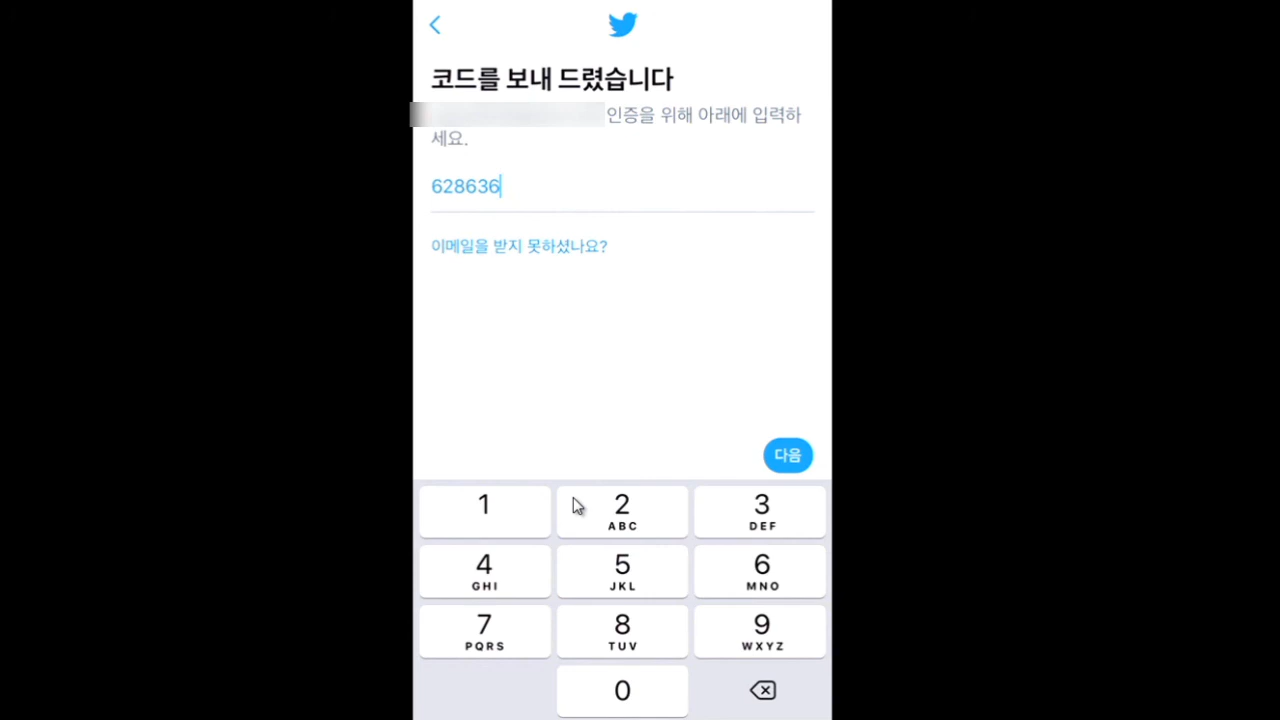 코드를 보내 드렸습니다
인증을 위해 아래에 입력하
세요.
628636
이메일을 받지 못하셨나요?
다음
1
2
ABC
3
DEF
4
GHI
5
JKL
6
MNO
7
PQRS
8
TUV
9
WXYZ
0